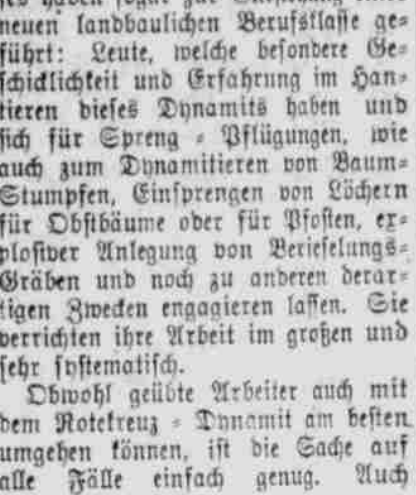 haben sogar zur
neuen landbaulichen Berufsklasse ge=
führt: Leute, welche besondere Ge=
schicklichkeit und Erfahrung im Han=
tieren dieses Dynamits haben und
sich für Spreng = Pflügungen, wie
auch zum Dynamitieren von Baum=
Stumpfen, Einsprengen von Löchern
für Obstbäume oder für Pfosten, ex=
plosiver Anlegung von Berieselungs=
Gräben und noch zu anderen derar=
tigen Zwecken engagieren lassen. Sie
verrichten ihre Arbeit im großen und
sehr systematisch.
Obwohl geübte Arbeiter auch mit
dem Rotekreuz = Dynamit am besten
umgehen können, ist die Sache auf
alle Fälle einfach genug. Auch